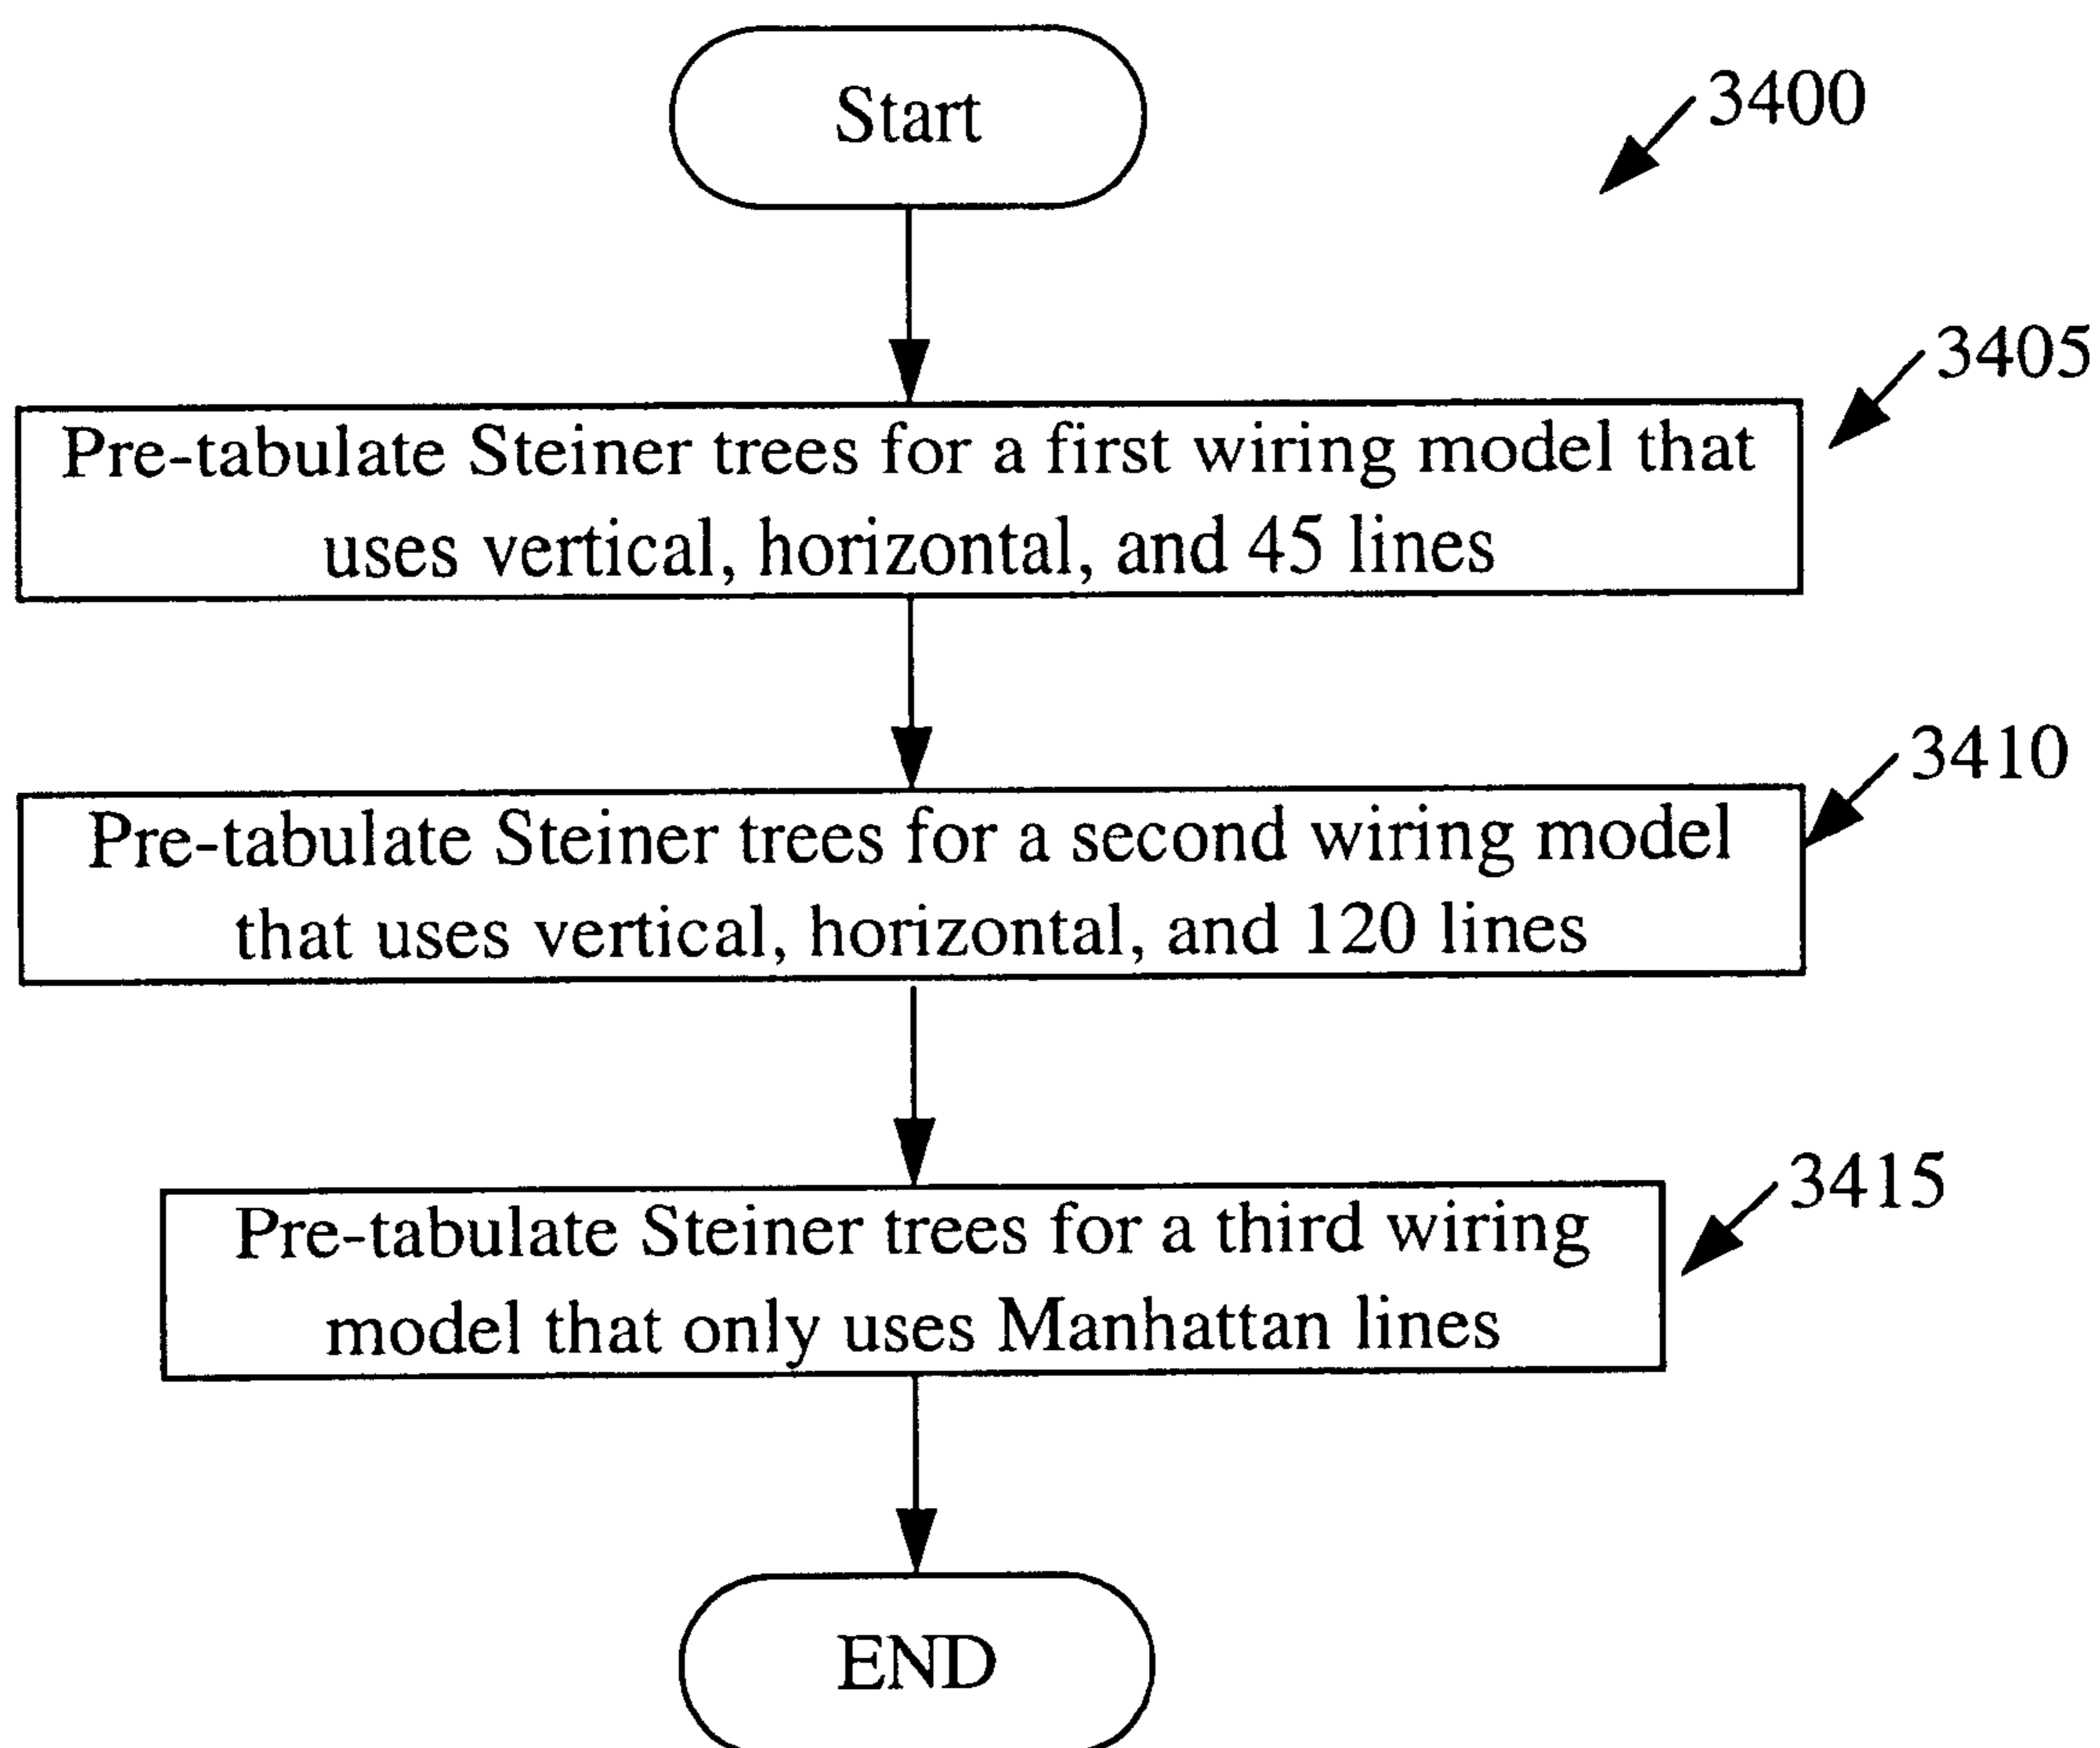 Start
3400
3405
Pre-tabulate Steiner trees for a first wiring model that
uses vertical, horizontal, and 45 lines
3410
Pre-tabulate Steiner trees for a second wiring model
that uses vertical, horizontal, and 120 lines
3415
Pre-tabulate Steiner trees for a third wiring
model that only uses Manhattan lines
END